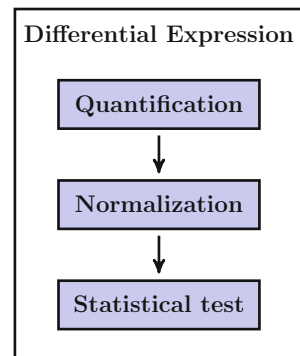 Differential Expression
Quantification
Normalization
Statistical test